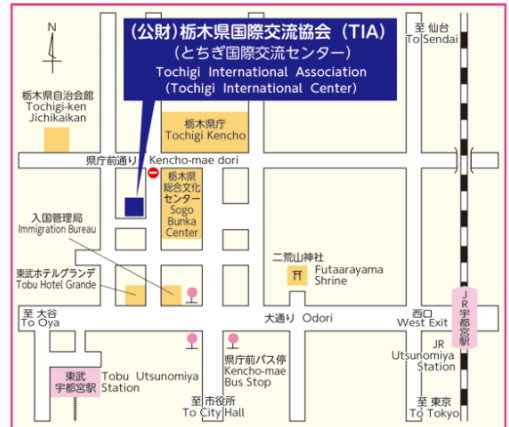 N
(公財)栃木県国際交流協会 (TIA)
(とちぎ国際交流センター)
Tochigi International Association
(Tochigi International Center)
至 仙台
To Sendai
栃木県自治会館
Tochigi-ken
Jichikaikan
栃木県庁
Tochigi Kencho
県庁前通り Kencho-mae dori
栃木県
総合文化
センター
Sogo
Bunka
Center
入国管理局
Immigration Bureau
東武ホテルグランデ
Tobu Hotel Grande
二荒山神社
Futaarayama
Shrine
至 大谷
To Oya
大通り Odori
西口
West Exit
JR宇都宮駅
JR
Utsunomiya
Station
県庁前バス停
Kencho-mae
Bus Stop
東武
宇都宮駅
Tobu Utsunomiya
Station
至 市役所
To City Hall
至 東京
To Tokyo